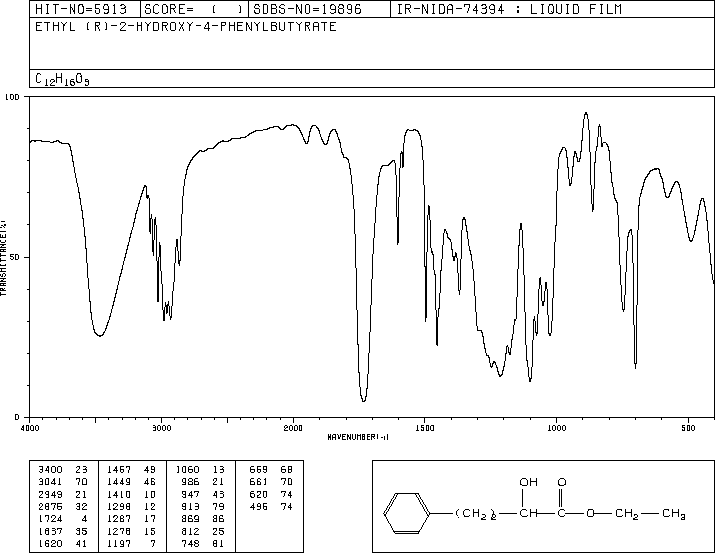 HIT-NO=5913 SCORE= ( ) SDBS-NO=19896 IR-NIDA-74394 : LIQUID FILM
ETHYL (R)-2-HYDROXY-4-PHENYLBUTYRATE
C12H16O3
100
50
0
TRANSMITTANCE(%)
4000 3000 2000 1500 1000 500
WAVENUMBER(-1)
3400 23 1467 49 1060 13 669 68
3041 70 1449 46 986 21 661 70
2949 21 1410 10 947 43 620 74
2876 32 1298 12 913 79 496 74
1724 4 1267 17 869 86
1637 35 1278 15 812 25
1620 41 1197 7 748 81
OH O
(CH2)2 CH C O CH2 CH3